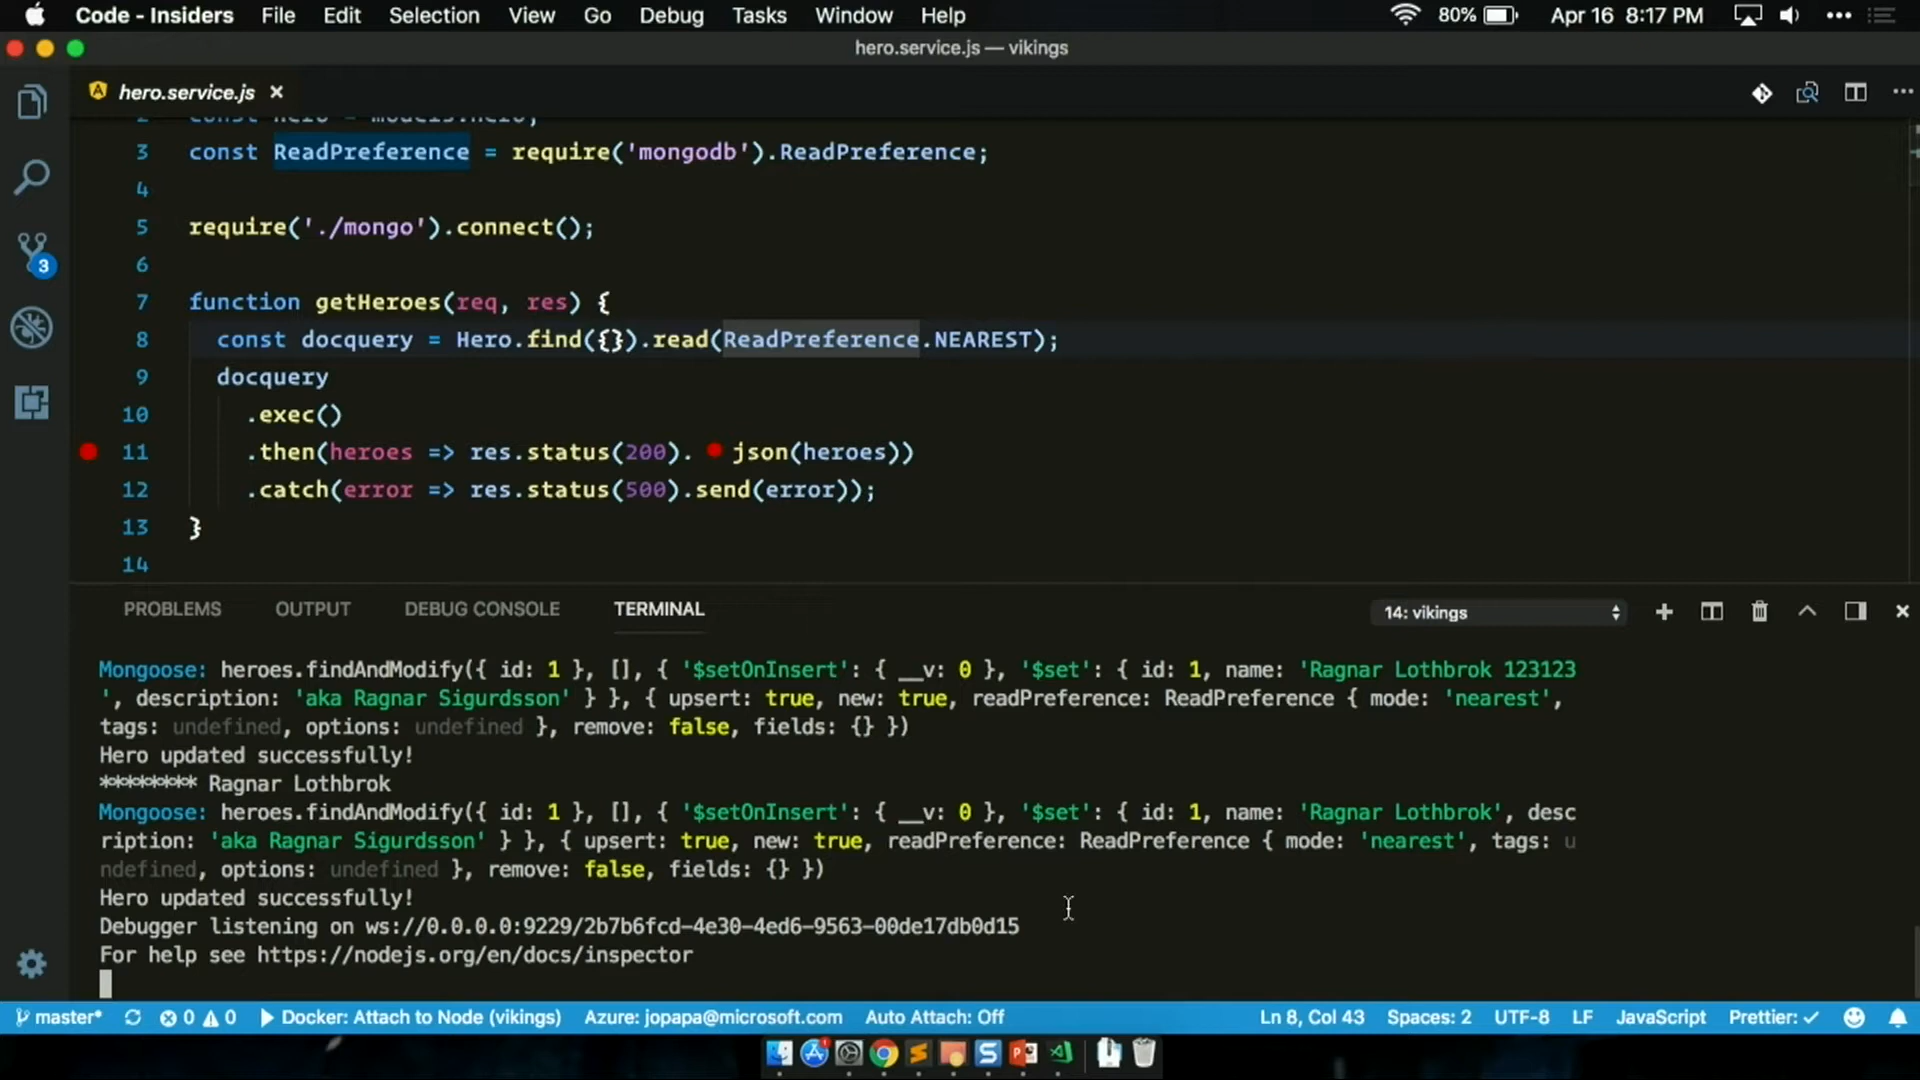 Code - Insiders File Edit Selection View Go Debug Tasks Window Help 80% Apr 16 8:17 PM
hero.service.js — vikings
hero.service.js
2 const hero = models.hero;
3 const ReadPreference = require('mongodb').ReadPreference;
4
5 require('./mongo').connect();
6
7 function getHeroes(req, res) {
8 const docquery = Hero.find({}).read(ReadPreference.NEAREST);
9 docquery
10 .exec()
11 .then(heroes => res.status(200). json(heroes))
12 .catch(error => res.status(500).send(error));
13 }
14
3
PROBLEMS OUTPUT DEBUG CONSOLE TERMINAL 14: vikings
Mongoose: heroes.findAndModify({ id: 1 }, [], { '$setOnInsert': { __v: 0 }, '$set': { id: 1, name: 'Ragnar Lothbrok 123123
', description: 'aka Ragnar Sigurdsson' } }, { upsert: true, new: true, readPreference: ReadPreference { mode: 'nearest',
tags: undefined, options: undefined }, remove: false, fields: {} })
Hero updated successfully!
******** Ragnar Lothbrok
Mongoose: heroes.findAndModify({ id: 1 }, [], { '$setOnInsert': { __v: 0 }, '$set': { id: 1, name: 'Ragnar Lothbrok', desc
ription: 'aka Ragnar Sigurdsson' } }, { upsert: true, new: true, readPreference: ReadPreference { mode: 'nearest', tags: u
ndefined, options: undefined }, remove: false, fields: {} })
Hero updated successfully!
Debugger listening on ws://0.0.0.0:9229/2b7b6fcd-4e30-4ed6-9563-00de17db0d15
For help see https://nodejs.org/en/docs/inspector
master* 0 0 Docker: Attach to Node (vikings) Azure: jopapa@microsoft.com Auto Attach: Off Ln 8, Col 43 Spaces: 2 UTF-8 LF JavaScript Prettier: ✓